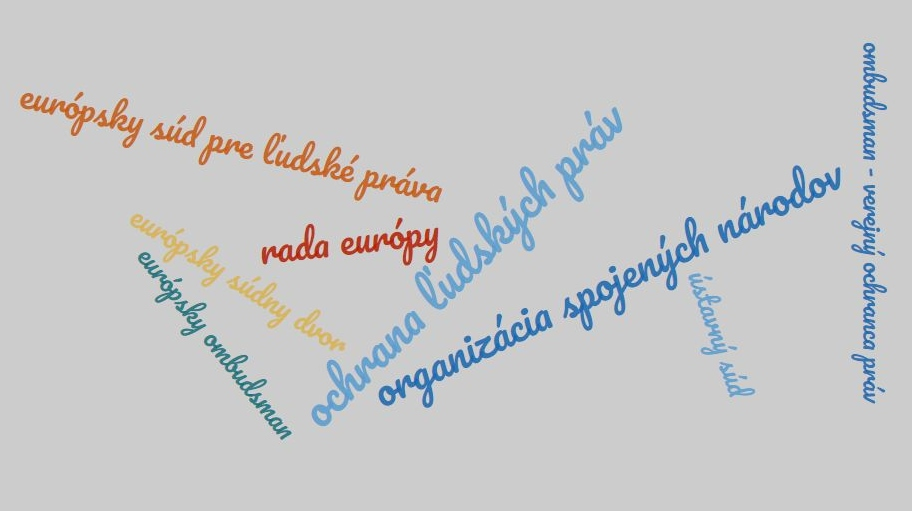 európsky súd pre ľudské práva
európsky súdny dvor
rada európy
európsky ombudsman
ochrana ľudských práv
organizácia spojených národov
ústavný súd
ombudsman - verejný ochranca práv